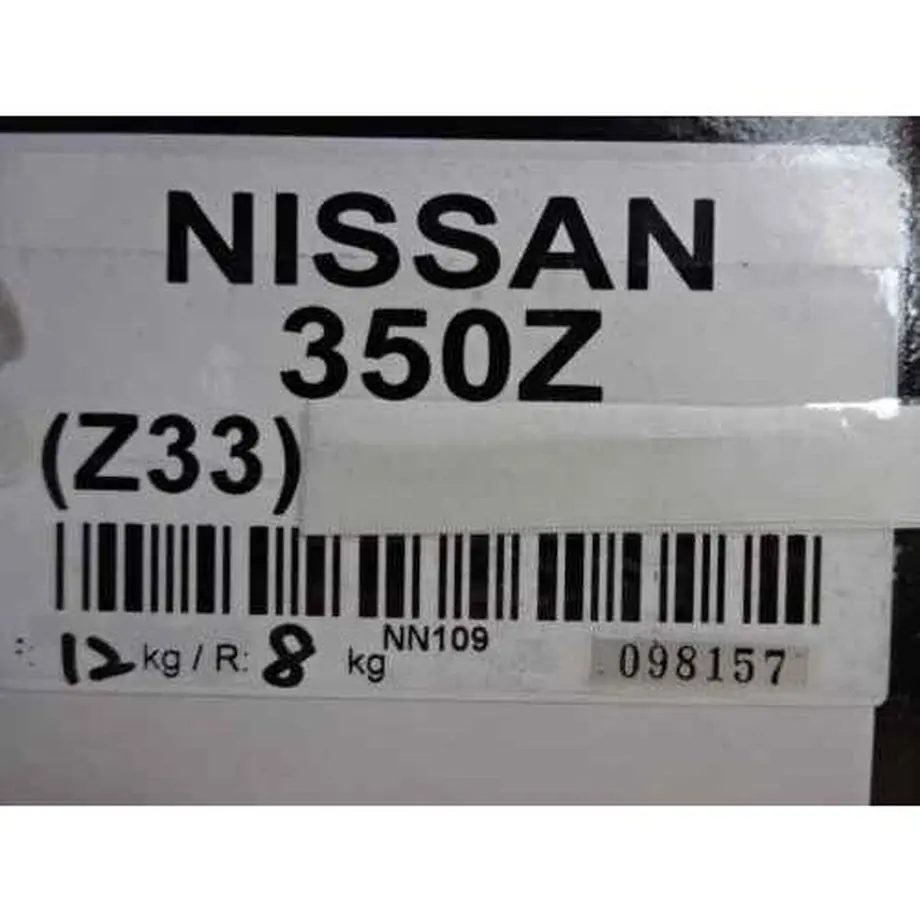 NISSAN
350Z
(Z33)
: 12 kg / R: 8 kg NN109 098157